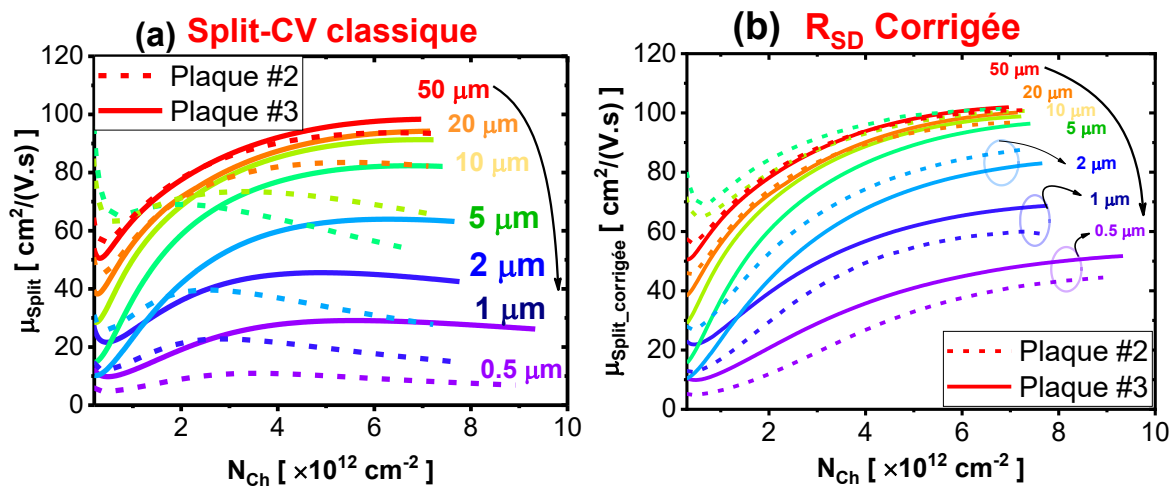 (a) Split-CV classique
Plaque #2
Plaque #3
120
100
80
60
40
20
0
μSplit [ cm²/(V.s) ]
50 μm
20 μm
10 μm
5 μm
2 μm
1 μm
0.5 μm
2
4
6
8
10
NCh [ ×10¹² cm⁻² ]
(b) RSD Corrigée
120
100
80
60
40
20
0
μSplit_corrigée [ cm²/(V.s) ]
50 μm
20 μm
10 μm
5 μm
2 μm
1 μm
0.5 μm
Plaque #2
Plaque #3
2
4
6
8
10
NCh [ ×10¹² cm⁻² ]